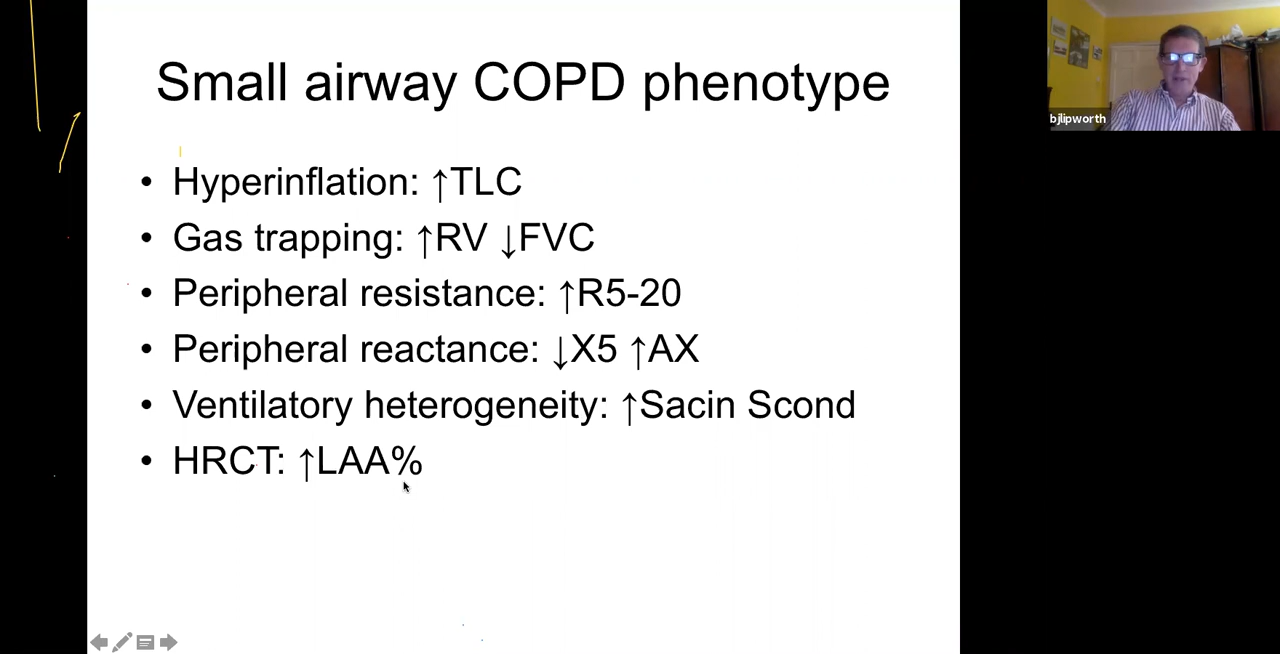 Small airway COPD phenotype
• Hyperinflation: ↑TLC
• Gas trapping: ↑RV ↓FVC
• Peripheral resistance: ↑R5-20
• Peripheral reactance: ↓X5 ↑AX
• Ventilatory heterogeneity: ↑Sacin Scond
• HRCT: ↑LAA%
bjlipworth